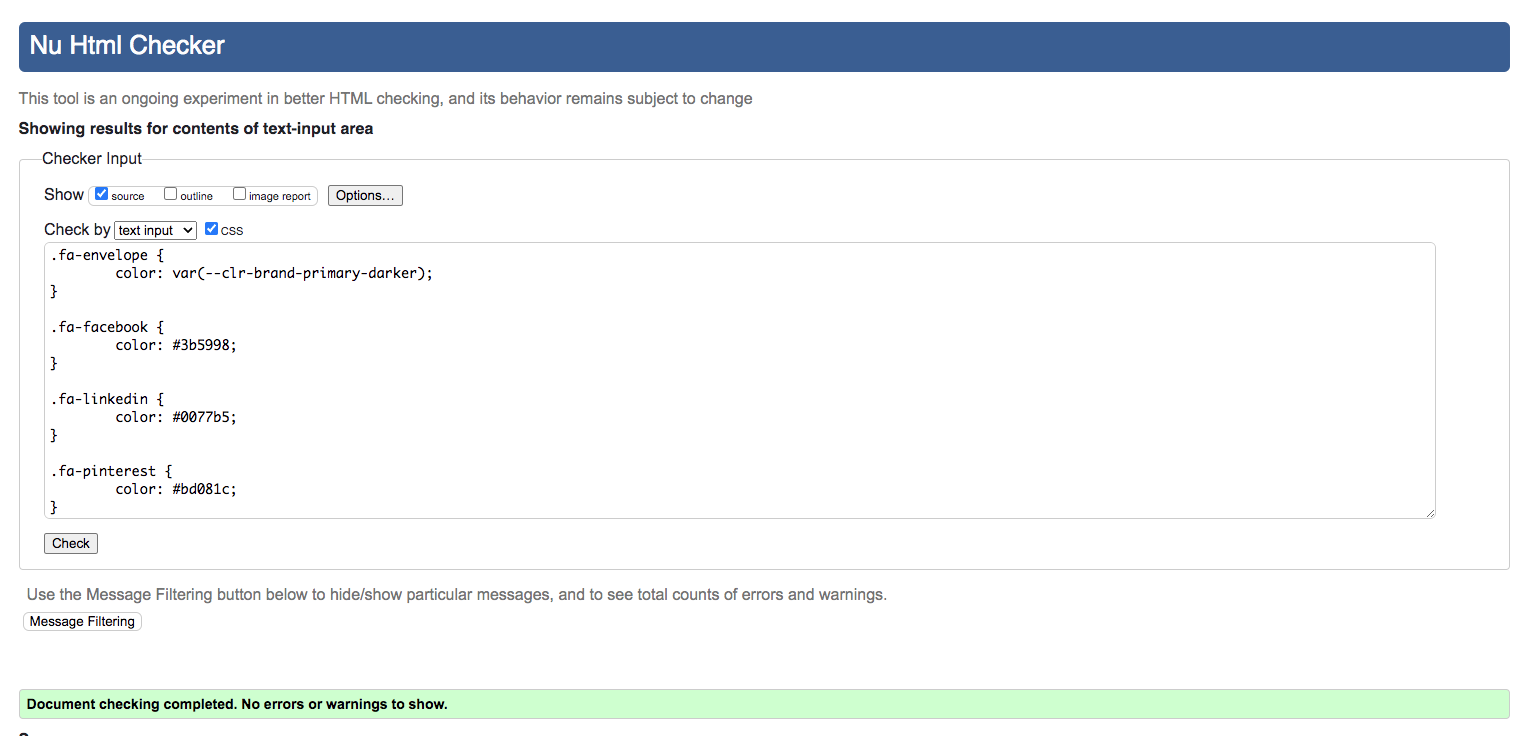 Nu Html Checker
This tool is an ongoing experiment in better HTML checking, and its behavior remains subject to change
Showing results for contents of text-input area
Checker Input
Show source outline image report Options...
Check by text input css
.fa-envelope {
color: var(--clr-brand-primary-darker);
}
.fa-facebook {
color: #3b5998;
}
.fa-linkedin {
color: #0077b5;
}
.fa-pinterest {
color: #bd081c;
}
Check
Use the Message Filtering button below to hide/show particular messages, and to see total counts of errors and warnings.
Message Filtering
Document checking completed. No errors or warnings to show.